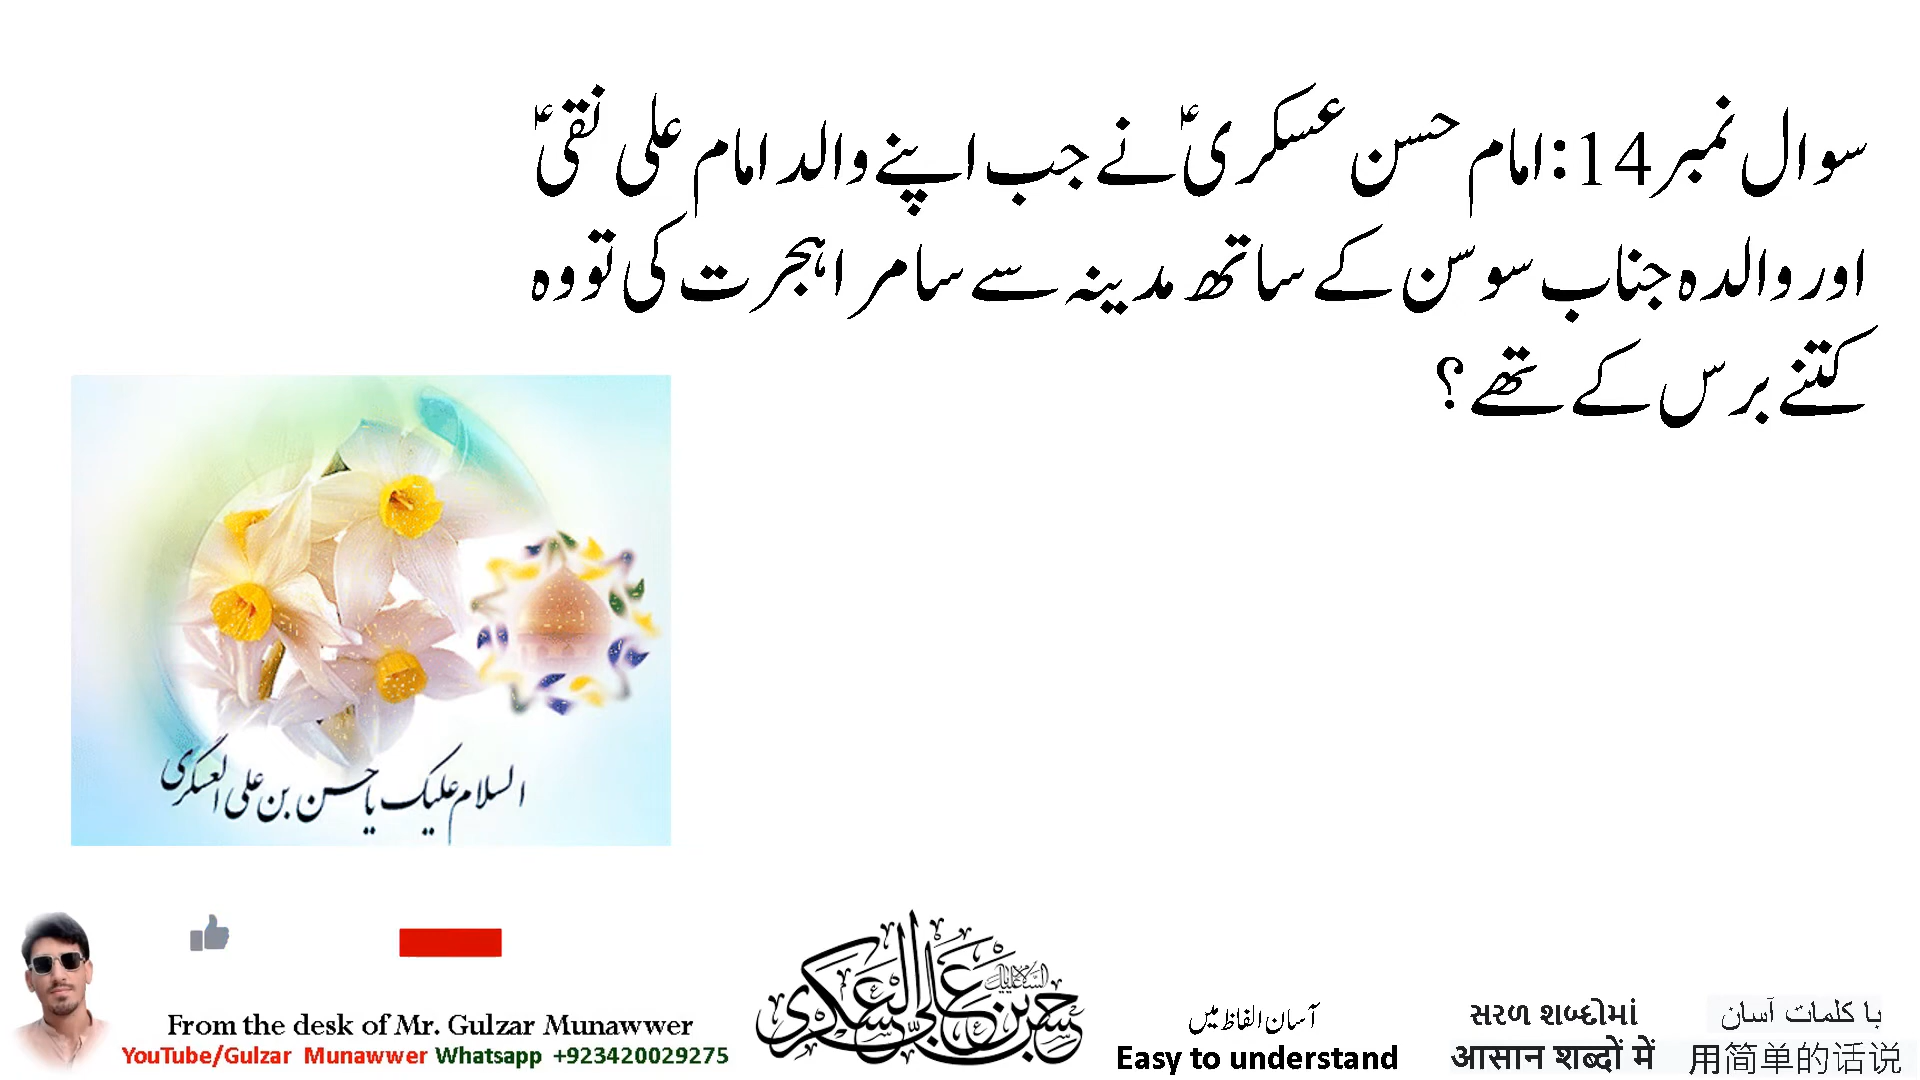 سوال نمبر14:امام حسن عسکریؑ نے جب اپنے والد امام علی نقیؑ
اور والدہ جناب سوسن کے ساتھ مدینہ سے سامرا ہجرت کی تو وہ
کتنے برس کے تھے؟
السلام علیک یا حسن بن علی العسکری
From the desk of Mr. Gulzar Munawwer
YouTube/Gulzar Munawwer Whatsapp +923420029275
السلام علیک
حسن بن علی العسکری
آسان الفاظ میں
Easy to understand
સરળ શબ્દોમાં
आसान शब्दों में
با کلمات آسان
用简单的话说